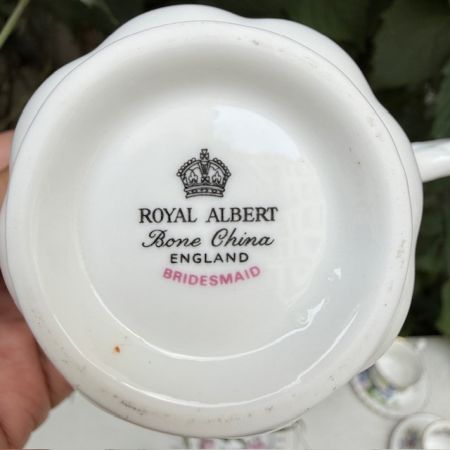 ROYAL ALBERT
Bone China
ENGLAND
BRIDESMAID